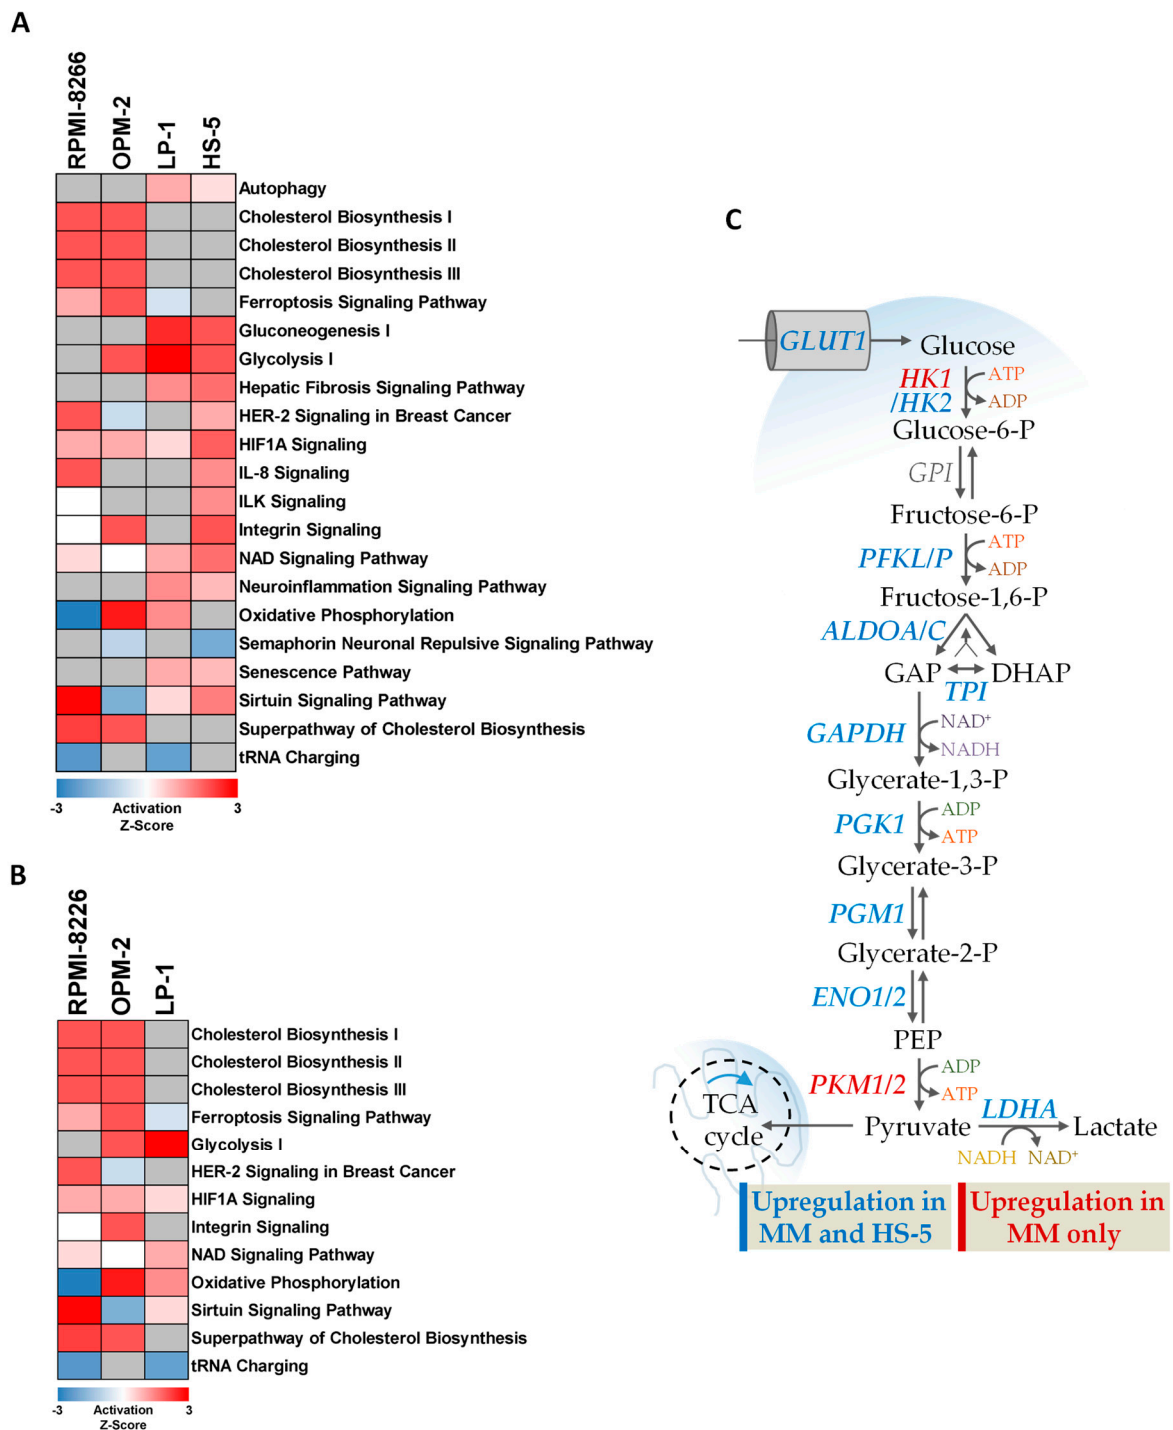 A
RPMI-8266
OPM-2
LP-1
HS-5
Autophagy
Cholesterol Biosynthesis I
Cholesterol Biosynthesis II
Cholesterol Biosynthesis III
Ferroptosis Signaling Pathway
Gluconeogenesis I
Glycolysis I
Hepatic Fibrosis Signaling Pathway
HER-2 Signaling in Breast Cancer
HIF1A Signaling
IL-8 Signaling
ILK Signaling
Integrin Signaling
NAD Signaling Pathway
Neuroinflammation Signaling Pathway
Oxidative Phosphorylation
Semaphorin Neuronal Repulsive Signaling Pathway
Senescence Pathway
Sirtuin Signaling Pathway
Superpathway of Cholesterol Biosynthesis
tRNA Charging
-3 Activation 3
Z-Score
B
RPMI-8226
OPM-2
LP-1
Cholesterol Biosynthesis I
Cholesterol Biosynthesis II
Cholesterol Biosynthesis III
Ferroptosis Signaling Pathway
Glycolysis I
HER-2 Signaling in Breast Cancer
HIF1A Signaling
Integrin Signaling
NAD Signaling Pathway
Oxidative Phosphorylation
Sirtuin Signaling Pathway
Superpathway of Cholesterol Biosynthesis
tRNA Charging
-3 Activation 3
Z-Score
C
GLUT1
Glucose
HK1
/HK2
ATP
ADP
Glucose-6-P
GPI
Fructose-6-P
PFKL/P
ATP
ADP
Fructose-1,6-P
ALDOA/C
GAP
DHAP
TPI
GAPDH
NAD⁺
NADH
Glycerate-1,3-P
PGK1
ADP
ATP
Glycerate-3-P
PGM1
Glycerate-2-P
ENO1/2
PEP
PKM1/2
ADP
ATP
TCA
cycle
Pyruvate
LDHA
Lactate
NADH NAD⁺
Upregulation in
MM and HS-5
Upregulation in
MM only